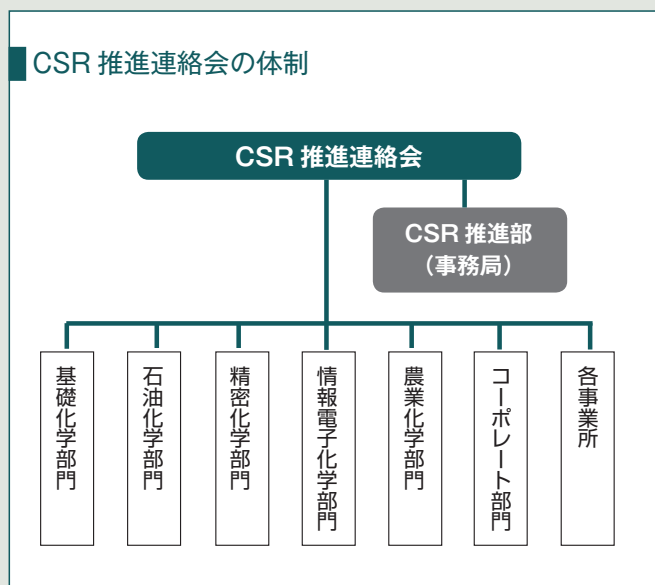 CSR 推進連絡会の体制
CSR 推進連絡会
CSR 推進部
（事務局）
基礎化学部門
石油化学部門
精密化学部門
情報電子化学部門
農業化学部門
コーポレート部門
各事業所